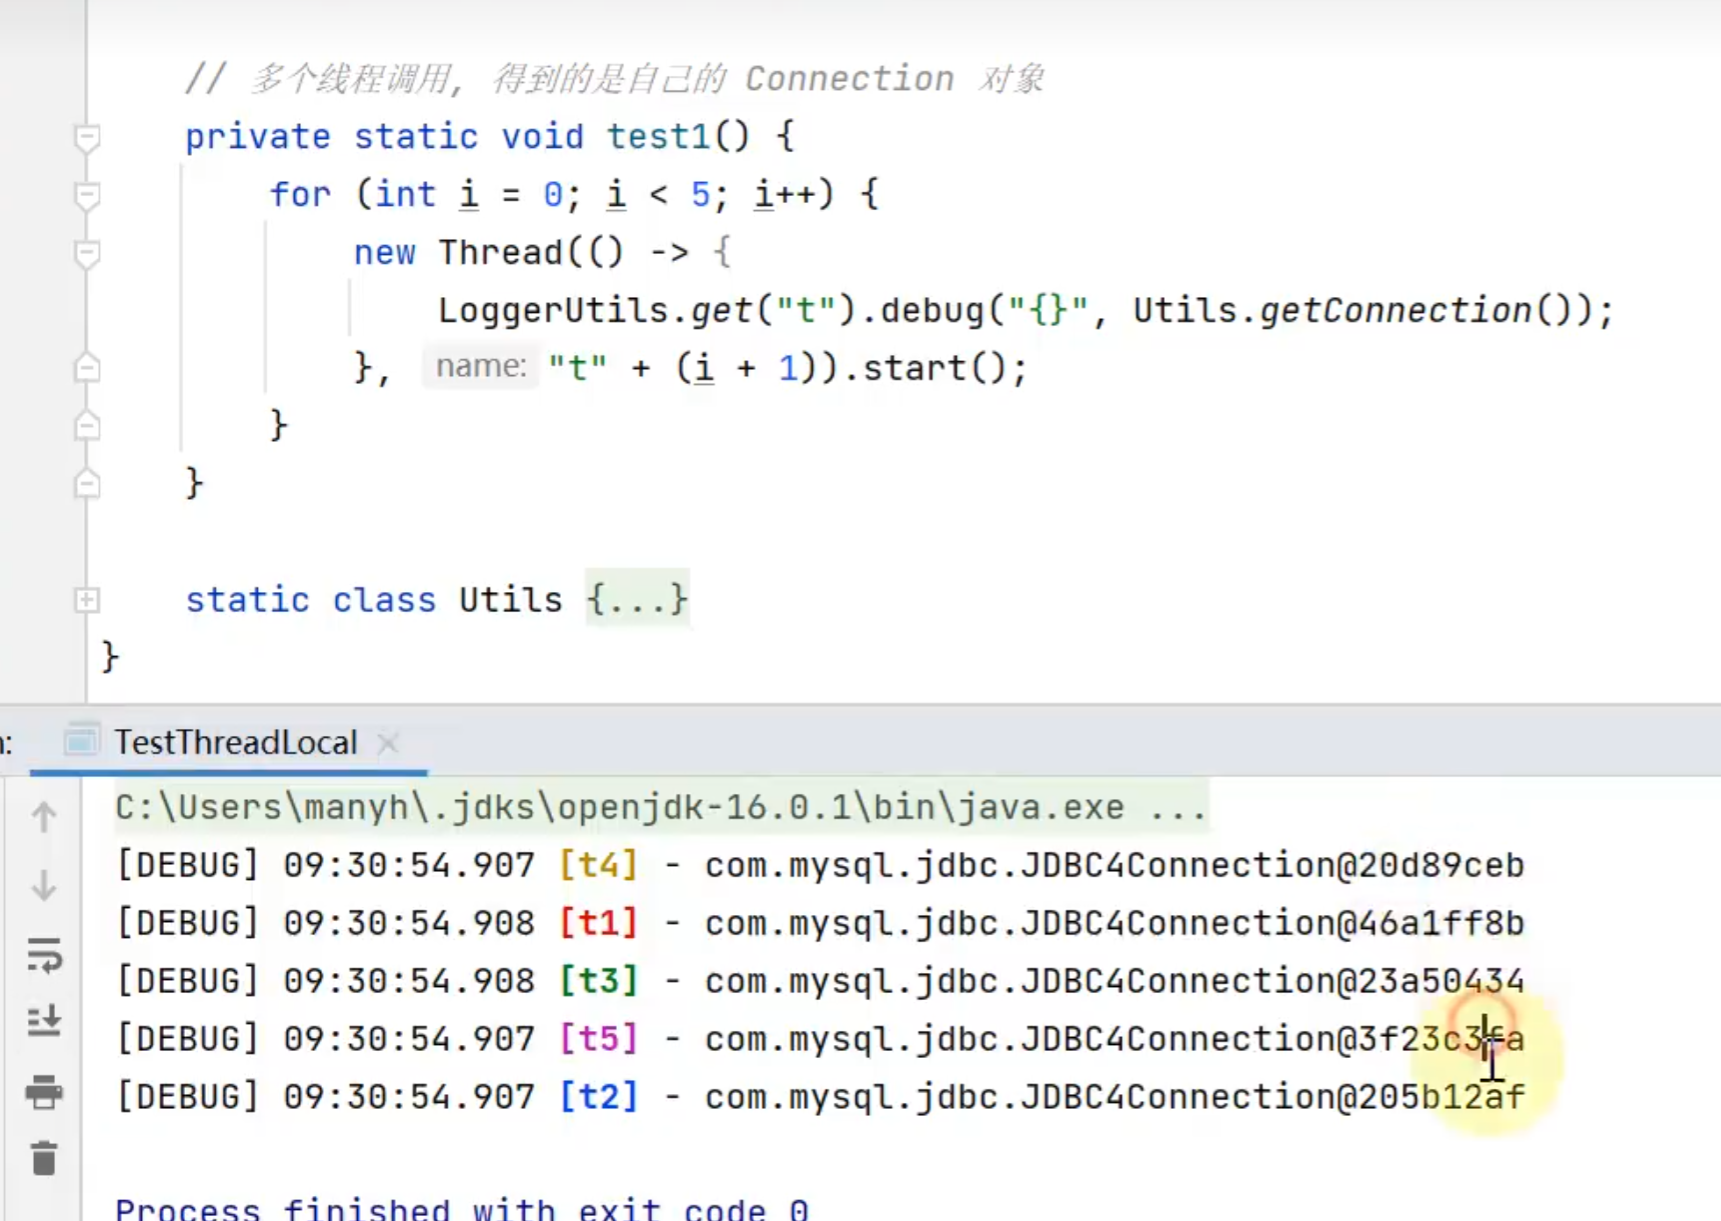 // 多个线程调用, 得到的是自己的 Connection 对象
private static void test1() {
for (int i = 0; i < 5; i++) {
new Thread(() -> {
LoggerUtils.get("t").debug("{}", Utils.getConnection());
}, name: "t" + (i + 1)).start();
}
}
static class Utils {...}
}
n: TestThreadLocal
C:\Users\manyh\.jdks\openjdk-16.0.1\bin\java.exe ...
[DEBUG] 09:30:54.907 [t4] - com.mysql.jdbc.JDBC4Connection@20d89ceb
[DEBUG] 09:30:54.908 [t1] - com.mysql.jdbc.JDBC4Connection@46a1ff8b
[DEBUG] 09:30:54.908 [t3] - com.mysql.jdbc.JDBC4Connection@23a50434
[DEBUG] 09:30:54.907 [t5] - com.mysql.jdbc.JDBC4Connection@3f23c3fa
[DEBUG] 09:30:54.907 [t2] - com.mysql.jdbc.JDBC4Connection@205b12af
Process finished with exit code 0